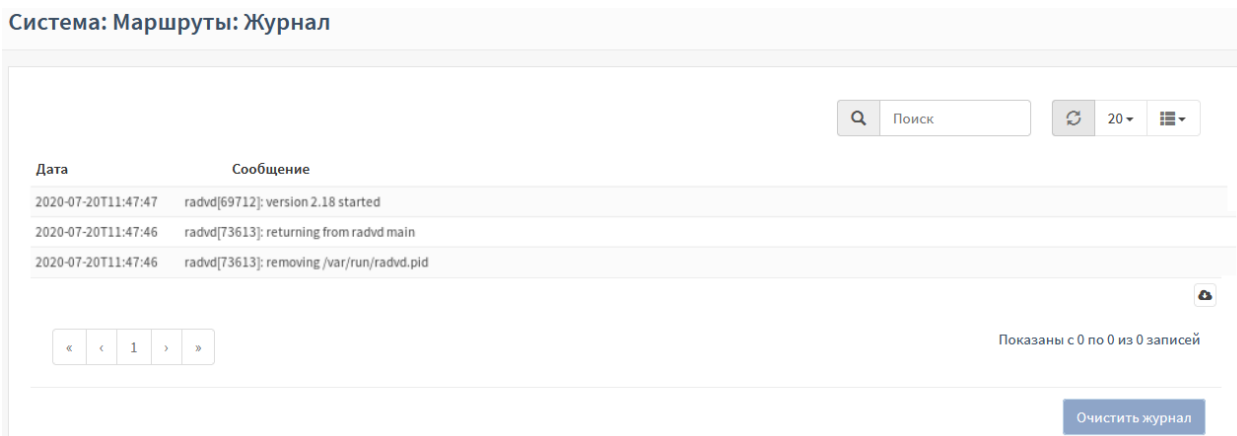 Система: Маршруты: Журнал
Поиск
20
Дата Сообщение
2020-07-20T11:47:47 radvd[69712]: version 2.18 started
2020-07-20T11:47:46 radvd[73613]: returning from radvd main
2020-07-20T11:47:46 radvd[73613]: removing /var/run/radvd.pid
« ‹ 1 › »
Показаны с 0 по 0 из 0 записей
Очистить журнал